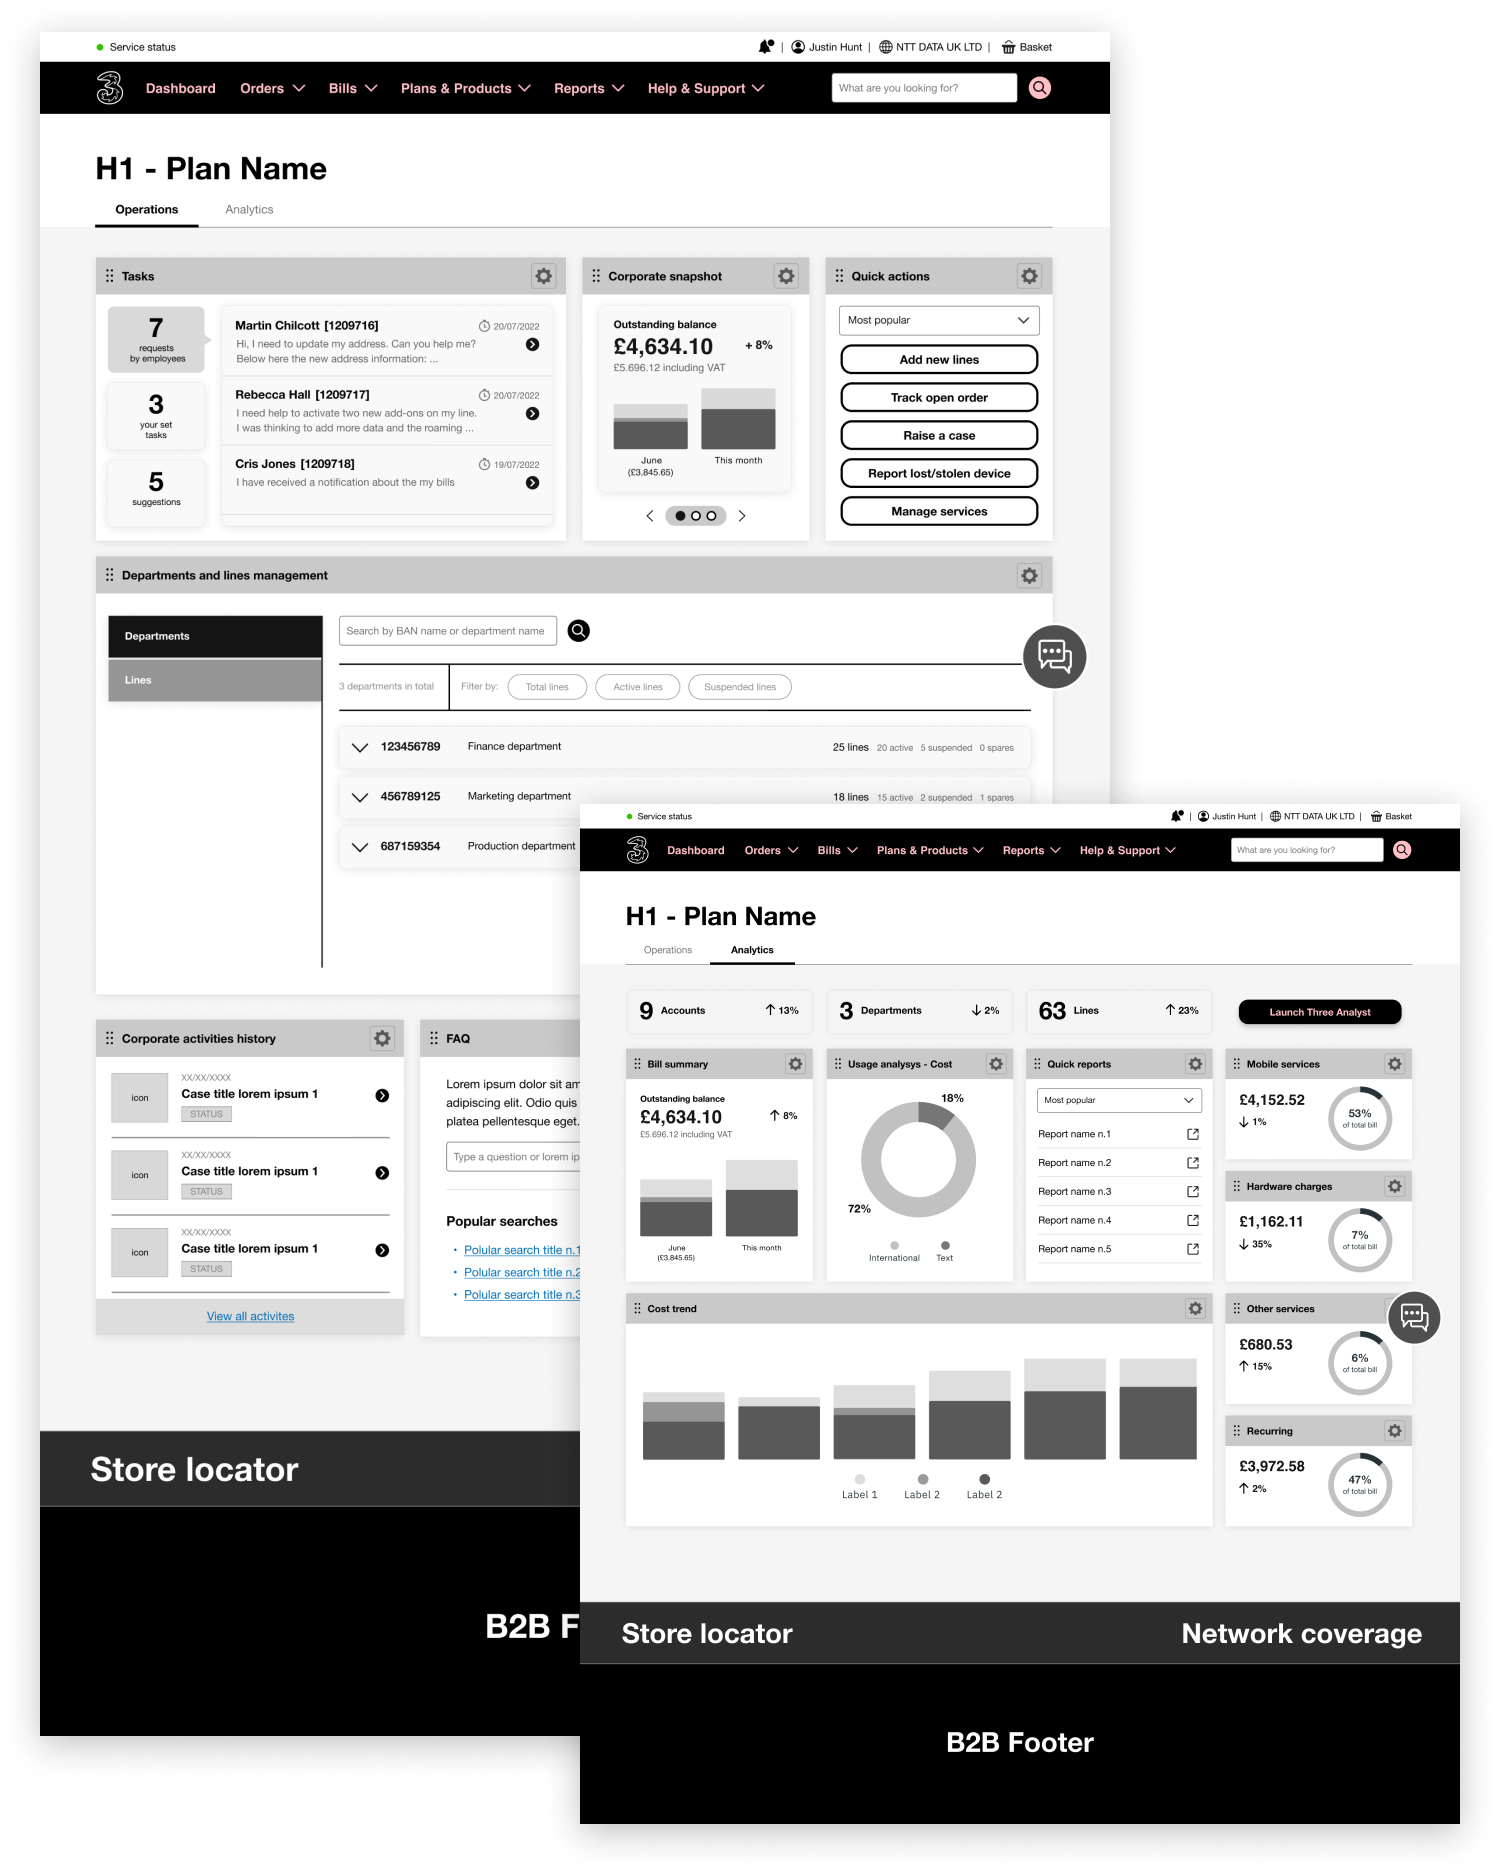 Service status
Justin Hunt | NTT DATA UK LTD | Basket
3 Dashboard Orders Bills Plans & Products Reports Help & Support What are you looking for?
H1 - Plan Name
Operations Analytics
Tasks
7
requests
by employees
3
your set
tasks
5
suggestions
Martin Chilcott [1209716] 20/07/2022
Hi, I need to update my address. Can you help me?
Below here the new address information: ...
Rebecca Hall [1209717] 20/07/2022
I need help to activate two new add-ons on my line.
I was thinking to add more data and the roaming ...
Cris Jones [1209718] 19/07/2022
I have received a notification about the my bills
Corporate snapshot
Outstanding balance
£4,634.10 + 8%
£5.696.12 including VAT
June
(£3,845.65)
This month
Quick actions
Most popular
Add new lines
Track open order
Raise a case
Report lost/stolen device
Manage services
Departments and lines management
Departments
Lines
Search by BAN name or department name
3 departments in total Filter by: Total lines Active lines Suspended lines
123456789 Finance department 25 lines 20 active 5 suspended 0 spares
456789125 Marketing department 18 lines 15 active 2 suspended 1 spares
687159354 Production department
Corporate activities history
icon
XX/XX/XXXX
Case title lorem ipsum 1
STATUS
icon
XX/XX/XXXX
Case title lorem ipsum 1
STATUS
icon
XX/XX/XXXX
Case title lorem ipsum 1
STATUS
View all activites
FAQ
Lorem ipsum dolor sit am
adipiscing elit. Odio quis
platea pellentesque eget.
Type a question or lorem ip
Popular searches
• Polular search title n.1
• Polular search title n.2
• Polular search title n.3
Store locator
B2B F
Service status
Justin Hunt | NTT DATA UK LTD | Basket
3 Dashboard Orders Bills Plans & Products Reports Help & Support What are you looking for?
H1 - Plan Name
Operations Analytics
9 Accounts 13%
3 Departments 2%
63 Lines 23%
Launch Three Analyst
Bill summary
Outstanding balance
£4,634.10 8%
£5.696.12 including VAT
June
(£3,845.65)
This month
Usage analysys - Cost
18%
72%
International Text
Quick reports
Most popular
Report name n.1
Report name n.2
Report name n.3
Report name n.4
Report name n.5
Mobile services
£4,152.52
1%
53%
of total bill
Hardware charges
£1,162.11
35%
7%
of total bill
Cost trend
Label 1 Label 2 Label 2
Other services
£680.53
15%
6%
of total bill
Recurring
£3,972.58
2%
47%
of total bill
Store locator Network coverage
B2B Footer